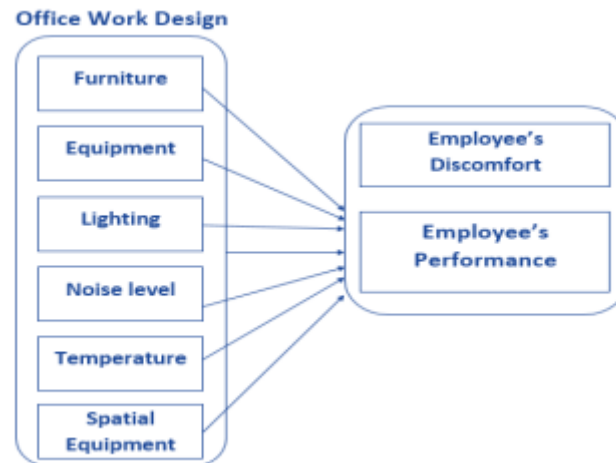 Office Work Design
Furniture
Equipment
Lighting
Noise level
Temperature
Spatial
Equipment
Employee's
Discomfort
Employee's
Performance